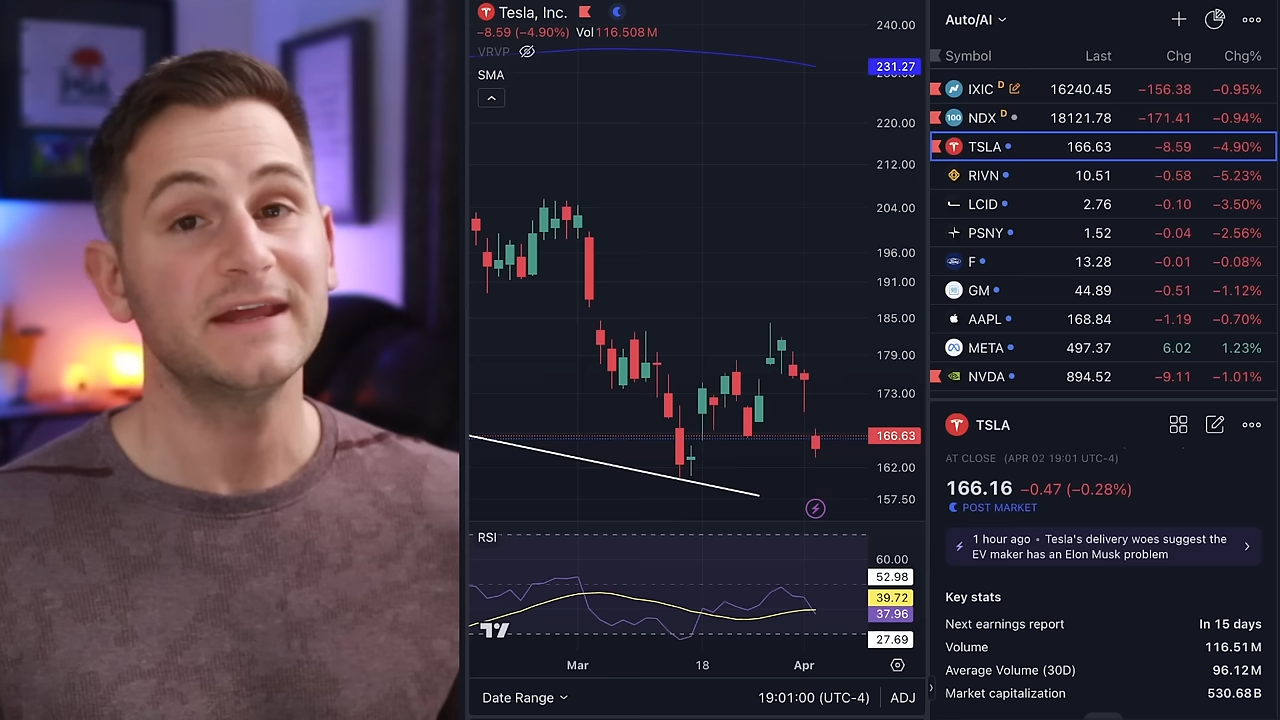 Tesla, Inc.
−8.59 (−4.90%) Vol 116.508 M
VRVP
SMA
240.00
231.27
220.00
212.00
204.00
196.00
191.00
185.00
179.00
173.00
166.63
162.00
157.50
RSI
60.00
52.98
39.72
37.96
27.69
Mar 18 Apr
Date Range 19:01:00 (UTC-4) ADJ
Auto/AI
Symbol Last Chg Chg%
IXIC D 16240.45 −156.38 −0.95%
100 NDX D 18121.78 −171.41 −0.94%
TSLA 166.63 −8.59 −4.90%
RIVN 10.51 −0.58 −5.23%
LCID 2.76 −0.10 −3.50%
PSNY 1.52 −0.04 −2.56%
F 13.28 −0.01 −0.08%
GM 44.89 −0.51 −1.12%
AAPL 168.84 −1.19 −0.70%
META 497.37 6.02 1.23%
NVDA 894.52 −9.11 −1.01%
TSLA
AT CLOSE (APR 02 19:01 UTC-4)
166.16 −0.47 (−0.28%)
POST MARKET
1 hour ago • Tesla's delivery woes suggest the
EV maker has an Elon Musk problem
Key stats
Next earnings report In 15 days
Volume 116.51 M
Average Volume (30D) 96.12 M
Market capitalization 530.68 B